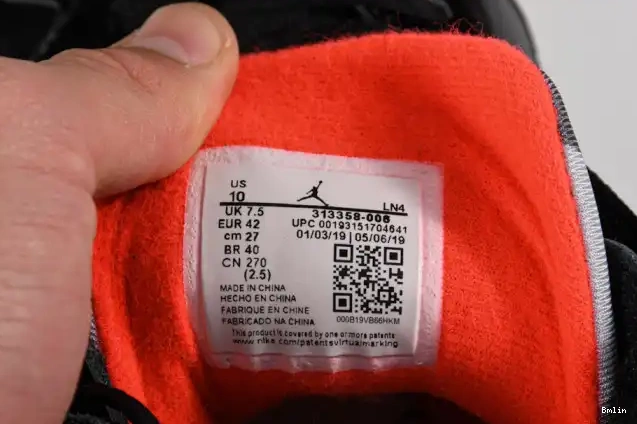 US
10
LN4
UK 7.5
313358-006
EUR 42
UPC 00193151704641
cm 27
01/03/19 | 05/06/19
BR 40
CN 270
(2.5)
MADE IN CHINA
HECHO EN CHINA
FABRIQUE EN CHINE
FABRICADO NA CHINA
000B19VB66HKM
This product is covered by one or more patents
www.nike.com/patentsvirtualmarking
Bmlin